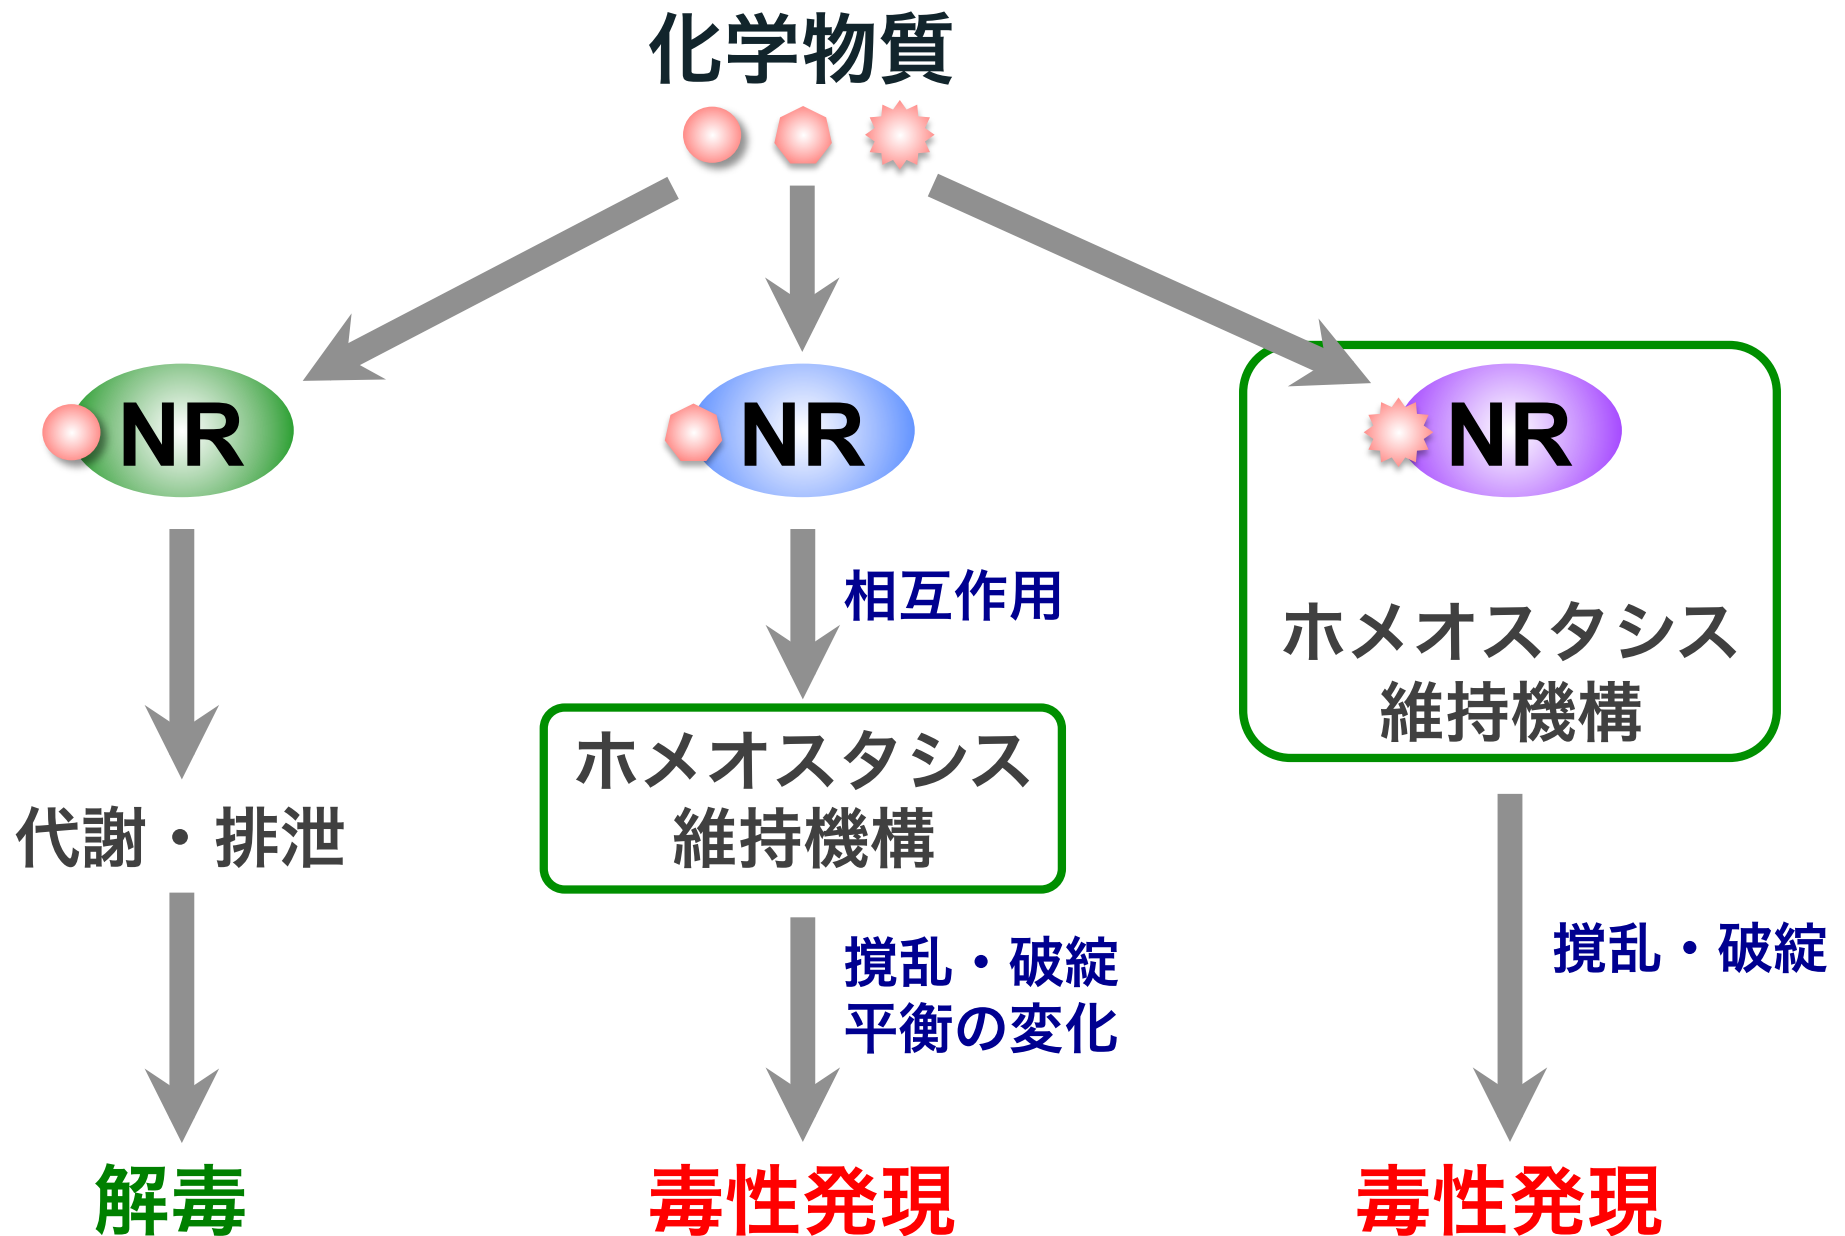 化学物質
NR
NR
NR
相互作用
ホメオスタシス
維持機構
ホメオスタシス
維持機構
代謝・排泄
撹乱・破綻
平衡の変化
撹乱・破綻
解毒
毒性発現
毒性発現